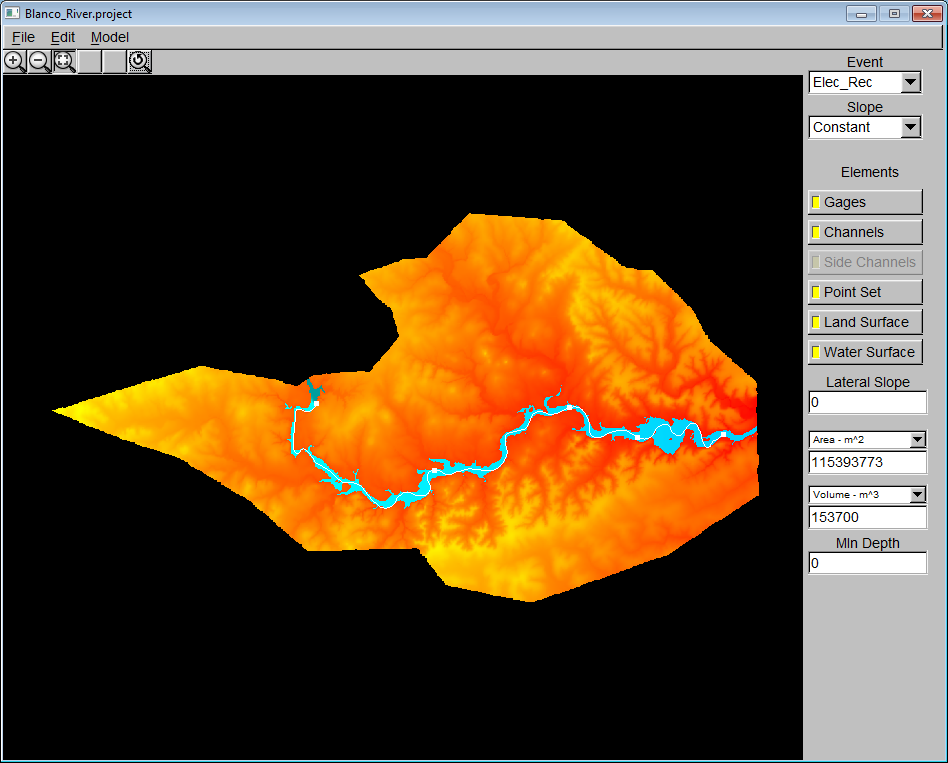 Blanco_River.project
File Edit Model
Event
Elec_Rec
Slope
Constant
Elements
Gages
Channels
Side Channels
Point Set
Land Surface
Water Surface
Lateral Slope
0
Area - m^2
115393773
Volume - m^3
153700
MIn Depth
0